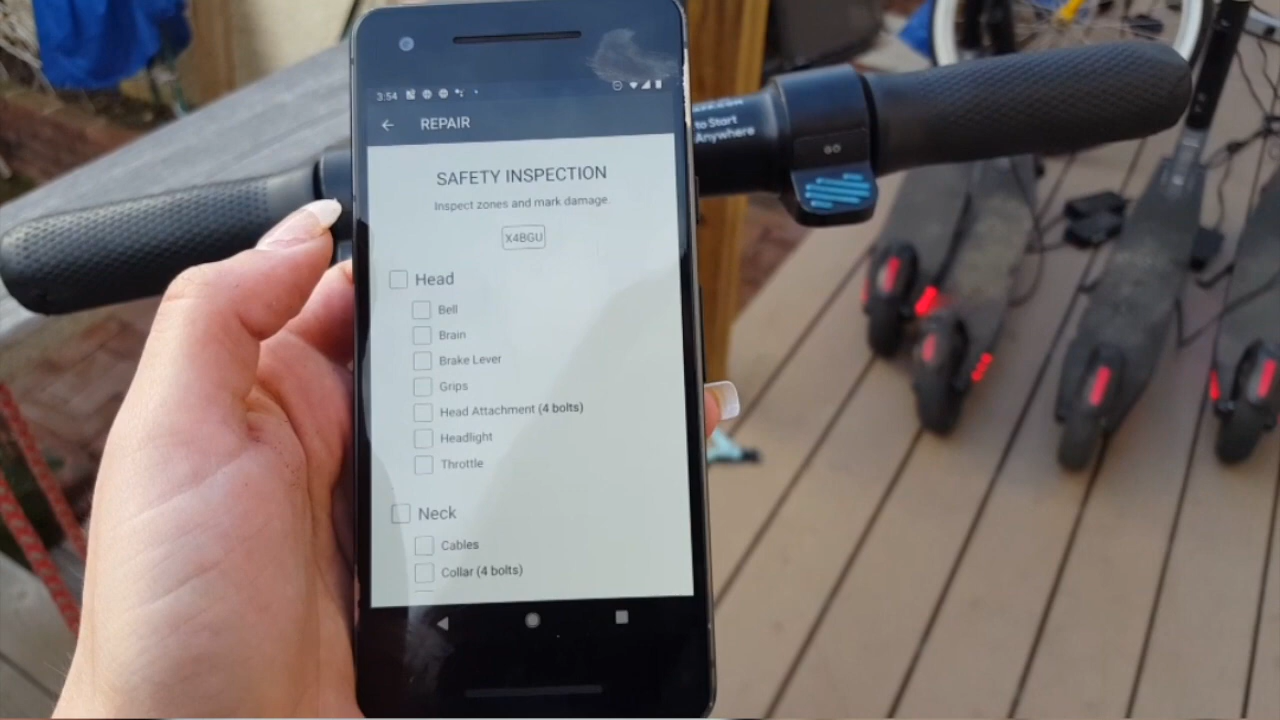 3:54
REPAIR
SAFETY INSPECTION
Inspect zones and mark damage.
X4BGU
Head
Bell
Brain
Brake Lever
Grips
Head Attachment (4 bolts)
Headlight
Throttle
Neck
Cables
Collar (4 bolts)
to Start
Anywhere
GO